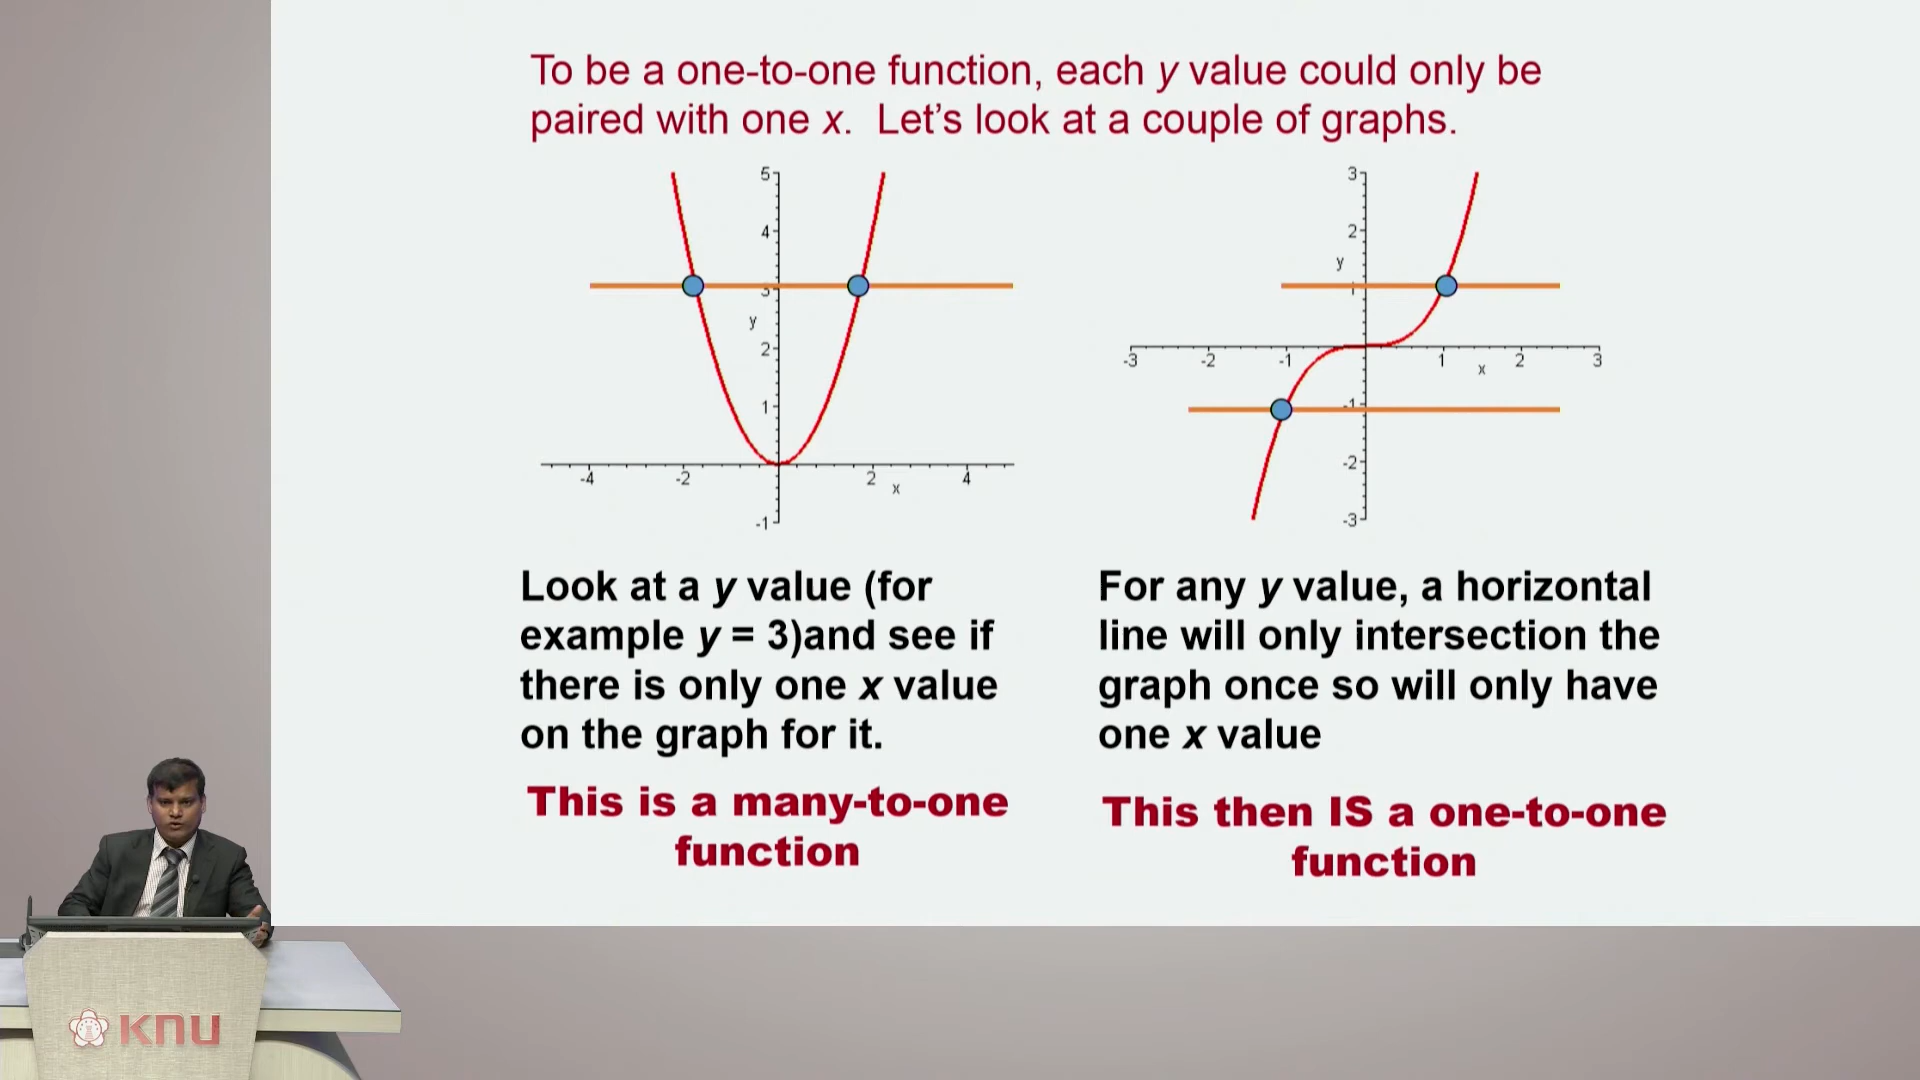 To be a one-to-one function, each y value could only be
paired with one x.  Let's look at a couple of graphs.
5
4
3
y
2
1
-4
-2
2
x
4
-1
3
2
y
1
-3
-2
-1
1
x
2
3
-1
-2
-3
Look at a y value (for
example y = 3)and see if
there is only one x value
on the graph for it.
This is a many-to-one
function
For any y value, a horizontal
line will only intersection the
graph once so will only have
one x value
This then IS a one-to-one
function
KNU